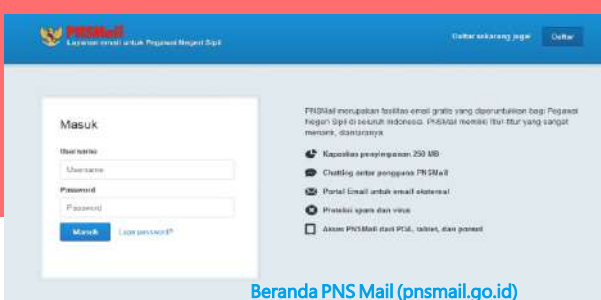 PNSMail
Layanan email untuk Pegawai Negeri Sipil
Daftar sekarang juga!
Daftar
Masuk
Username
Username
Password
Password
Masuk
Lupa password?
PNSMail merupakan fasilitas email gratis yang diperuntukkan bagi Pegawai
Negeri Sipil di seluruh Indonesia. PNSMail memiliki fitur-fitur yang sangat
menarik, diantaranya
Kapasitas penyimpanan 250 MB
Chatting antar pengguna PNSMail
Portal Email untuk email eksternal
Proteksi spam dan virus
Akses PNSMail dari PC, tablet, dan ponsel
Beranda PNS Mail (pnsmail.go.id)